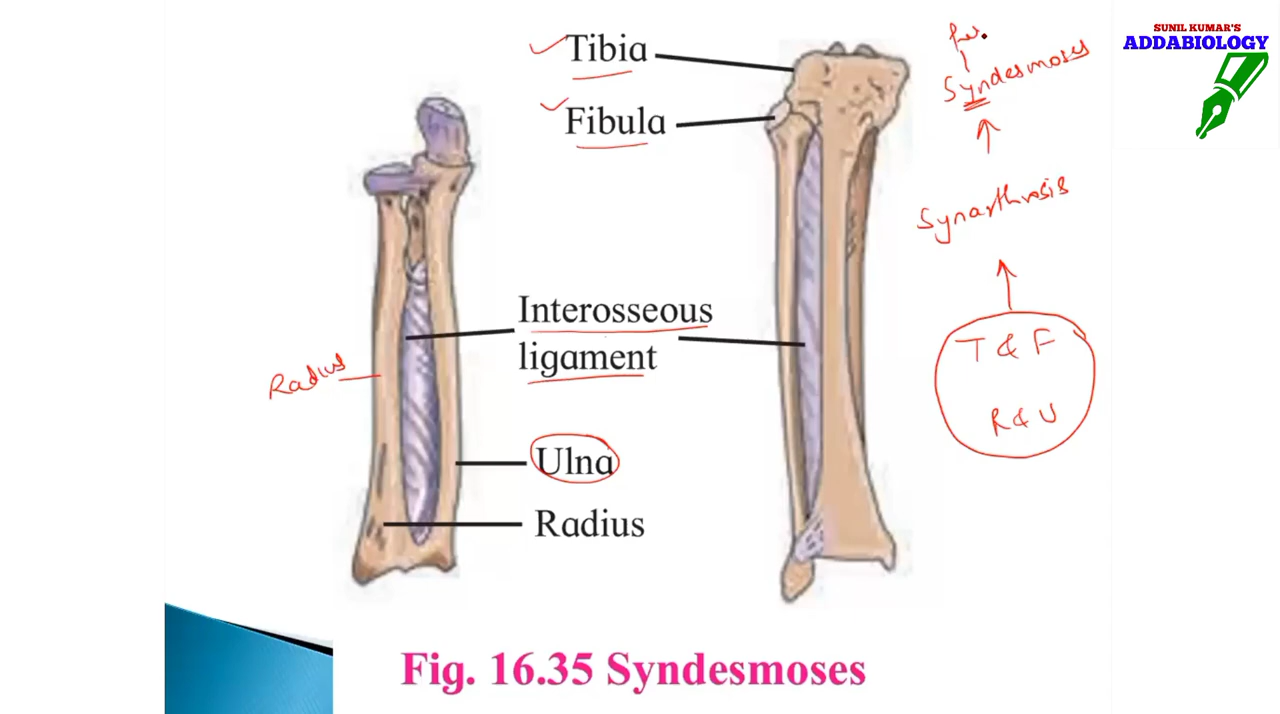 SUNIL KUMAR'S
ADDABIOLOGY
Tibia
Fibula
Syndesmoses
Synarthrosis
Interosseous
ligament
T & F
R & U
Radius
Ulna
Radius
Fig. 16.35 Syndesmoses